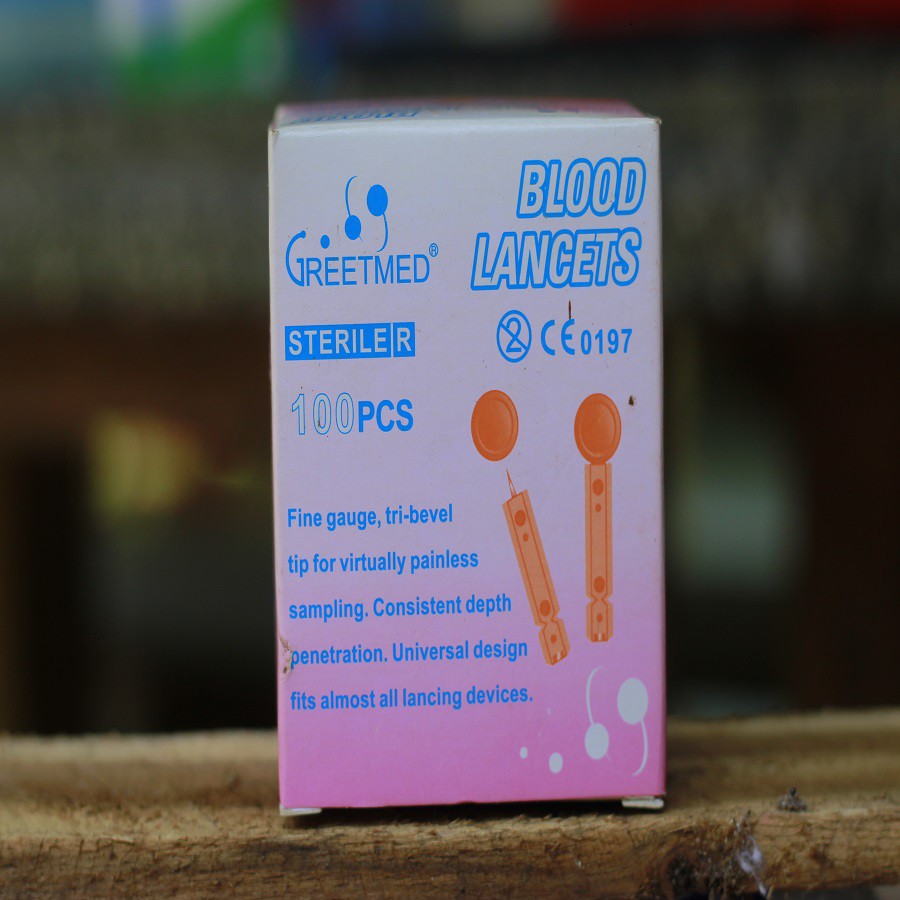 GREETMED®
BLOOD
LANCETS
STERILE R
2 CE 0197
100PCS
Fine gauge, tri-bevel
tip for virtually painless
sampling. Consistent depth
penetration. Universal design
fits almost all lancing devices.